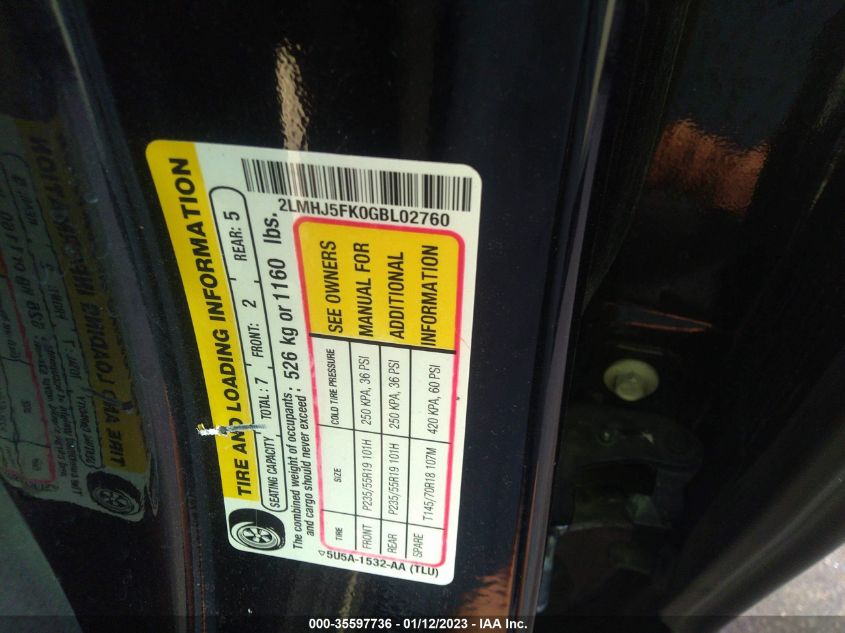 TIRE AND LOADING INFORMATION
SEATING CAPACITY TOTAL: 7 FRONT: 2 REAR: 5
The combined weight of occupants and cargo should never exceed: 526 kg or 1160 lbs.
2LMHJ5FK0GBL02760
TIRE SIZE COLD TIRE PRESSURE
FRONT P235/55R19 101H 250 KPA, 36 PSI
REAR P235/55R19 101H 250 KPA, 36 PSI
SPARE T145/70R18 107M 420 KPA, 60 PSI
SEE OWNERS
MANUAL FOR
ADDITIONAL
INFORMATION
5U5A-1532-AA (TLU)
000-35597736 - 01/12/2023 - IAA Inc.